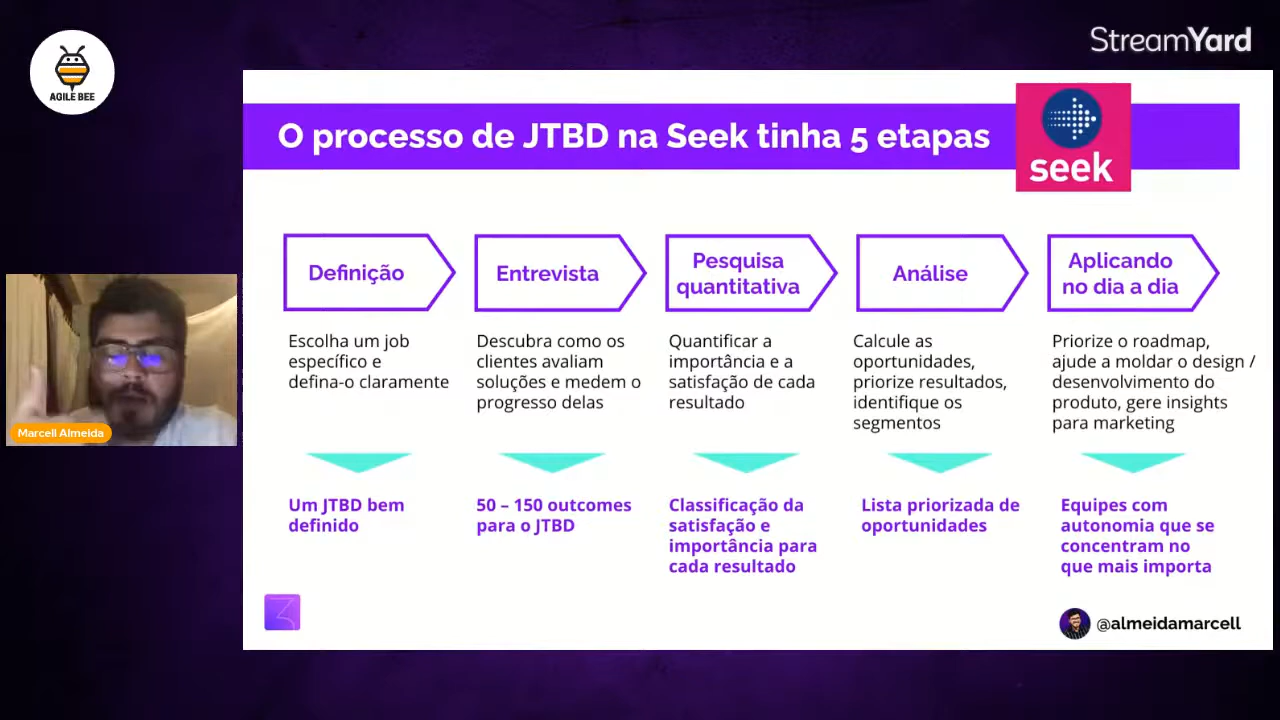 AGILE BEE
StreamYard
O processo de JTBD na Seek tinha 5 etapas
seek
Definição
Entrevista
Pesquisa
quantitativa
Análise
Aplicando
no dia a dia
Escolha um job
específico e
defina-o claramente
Descubra como os
clientes avaliam
soluções e medem o
progresso delas
Quantificar a
importância e a
satisfação de cada
resultado
Calcule as
oportunidades,
priorize resultados,
identifique os
segmentos
Priorize o roadmap,
ajude a moldar o design /
desenvolvimento do
produto, gere insights
para marketing
Um JTBD bem
definido
50 – 150 outcomes
para o JTBD
Classificação da
satisfação e
importância para
cada resultado
Lista priorizada de
oportunidades
Equipes com
autonomia que se
concentram no
que mais importa
Marcell Almeida
@almeidamarcell